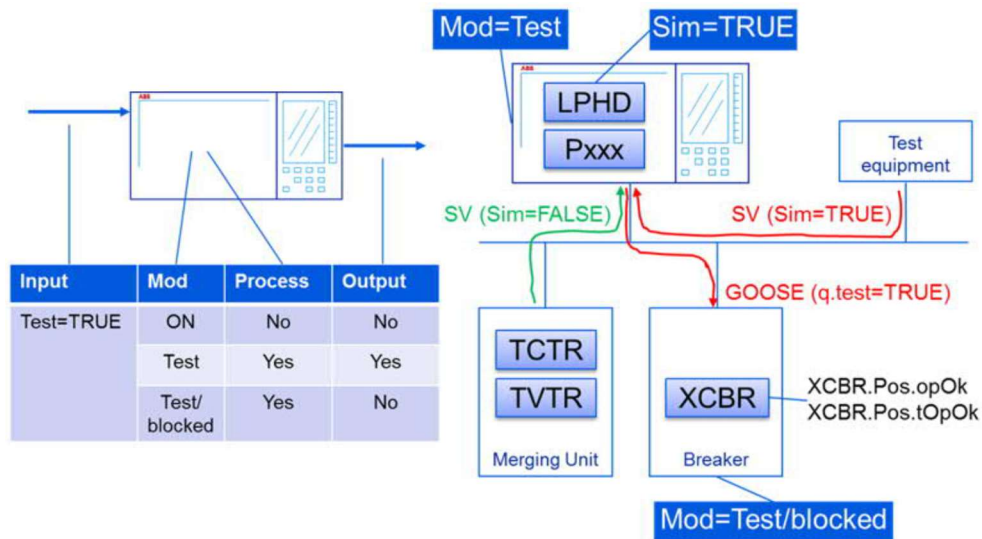 Mod=Test
Sim=TRUE
ABB
ABB
LPHD
Pxxx
Test
equipment
SV (Sim=FALSE)
SV (Sim=TRUE)
GOOSE (q.test=TRUE)
Input Mod Process Output
Test=TRUE ON No No
Test Yes Yes
Test/
blocked Yes No
TCTR
TVTR
Merging Unit
XCBR
Breaker
XCBR.Pos.opOk
XCBR.Pos.tOpOk
Mod=Test/blocked